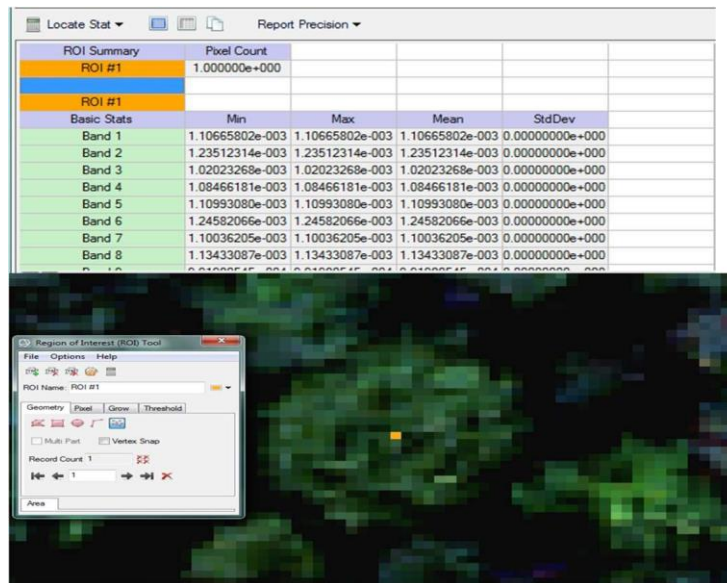 Locate Stat Report Precision
ROI Summary Pixel Count
ROI #1 1.000000e+000
ROI #1
Basic Stats Min Max Mean StdDev
Band 1 1.10665802e-003 1.10665802e-003 1.10665802e-003 0.00000000e+000
Band 2 1.23512314e-003 1.23512314e-003 1.23512314e-003 0.00000000e+000
Band 3 1.02023268e-003 1.02023268e-003 1.02023268e-003 0.00000000e+000
Band 4 1.08466181e-003 1.08466181e-003 1.08466181e-003 0.00000000e+000
Band 5 1.10993080e-003 1.10993080e-003 1.10993080e-003 0.00000000e+000
Band 6 1.24582066e-003 1.24582066e-003 1.24582066e-003 0.00000000e+000
Band 7 1.10036205e-003 1.10036205e-003 1.10036205e-003 0.00000000e+000
Band 8 1.13433087e-003 1.13433087e-003 1.13433087e-003 0.00000000e+000
Region of Interest (ROI) Tool
File Options Help
ROI Name: ROI #1
Geometry Pixel Grow Threshold
Multi Part Vertex Snap
Record Count 1
1
Area